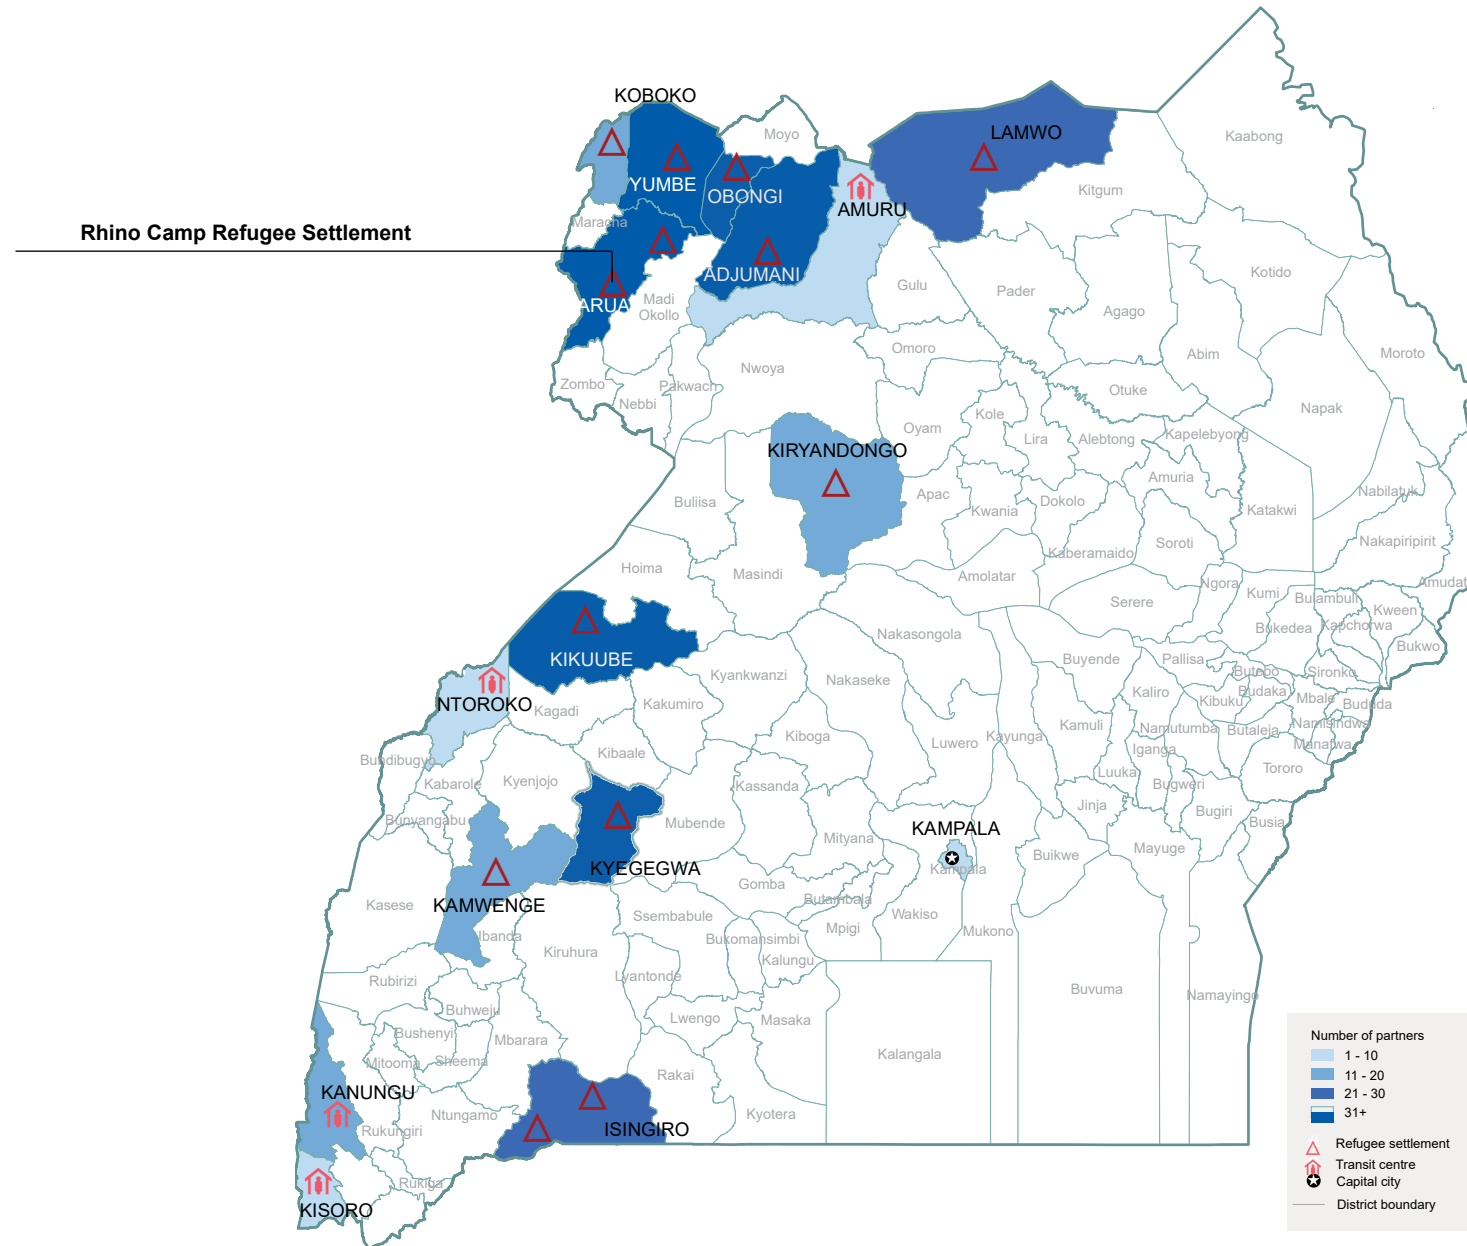 KOBOKO
Moyo
LAMWO
Kaabong
YUMBE
OBONGI
Kitgum
AMURU
Maracha
Rhino Camp Refugee Settlement
ADJUMANI
Kotido
Gulu
Pader
ARUA
Madi
Okollo
Agago
Omoro
Abim
Moroto
Nwoya
Zombo
Pakwach
Nebbi
Otuke
Napak
Kole
Oyam
Lira
Alebtong
Kapelebyong
KIRYANDONGO
Amuria
Nabilatuk
Buliisa
Apac
Kwania
Dokolo
Katakwi
Soroti
Nakapiripirit
Kaberamaido
Hoima
Masindi
Amolatar
Ngora
Kumi
Amudat
Serere
Bulambuli
Kween
Bukedea
Kapchorwa
Nakasongola
Bukwo
KIKUUBE
Buyende
Pallisa
Butebo
Sironko
Kyankwanzi
Nakaseke
Kaliro
Budaka
Kibuku
Mbale
Bududa
NTOROKO
Kagadi
Kakumiro
Kamuli
Namutumba
Butaleja
Namisindwa
Kiboga
Luwero
Kayunga
Iganga
Manafwa
Bundibugyo
Kibaale
Tororo
Kabarole
Kyenjojo
Kassanda
Luuka
Bugweri
Jinja
Bugiri
Bunyangabu
Mubende
KAMPALA
Busia
Mityana
Mayuge
Buikwe
KYEGEGWA
Kampala
Gomba
Butambala
KAMWENGE
Kasese
Ssembabule
Wakiso
Mpigi
Mukono
Ibanda
Bukomansimbi
Kiruhura
Kalungu
Lyantonde
Rubirizi
Buvuma
Namayingo
Buhweju
Lwengo
Masaka
Bushenyi
Mbarara
Mitooma
Sheema
Kalangala
Rakai
KANUNGU
Ntungamo
Kyotera
Rukungiri
ISINGIRO
Rukiga
KISORO
Number of partners
1 - 10
11 - 20
21 - 30
31+
Refugee settlement
Transit centre
Capital city
District boundary